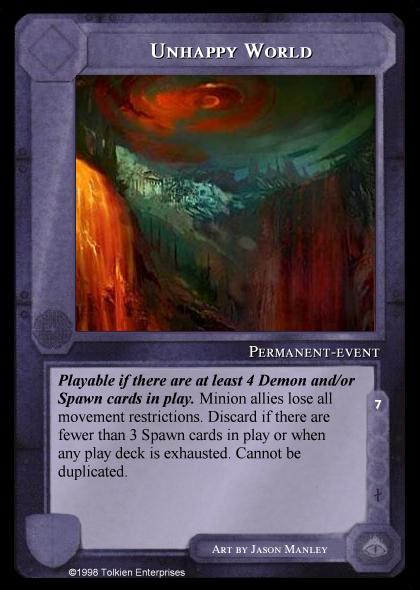 Unhappy World
Permanent-event
Playable if there are at least 4 Demon and/or
Spawn cards in play. Minion allies lose all
movement restrictions. Discard if there are
fewer than 3 Spawn cards in play or when
any play deck is exhausted. Cannot be
duplicated.
7
Art by Jason Manley
©1998 Tolkien Enterprises